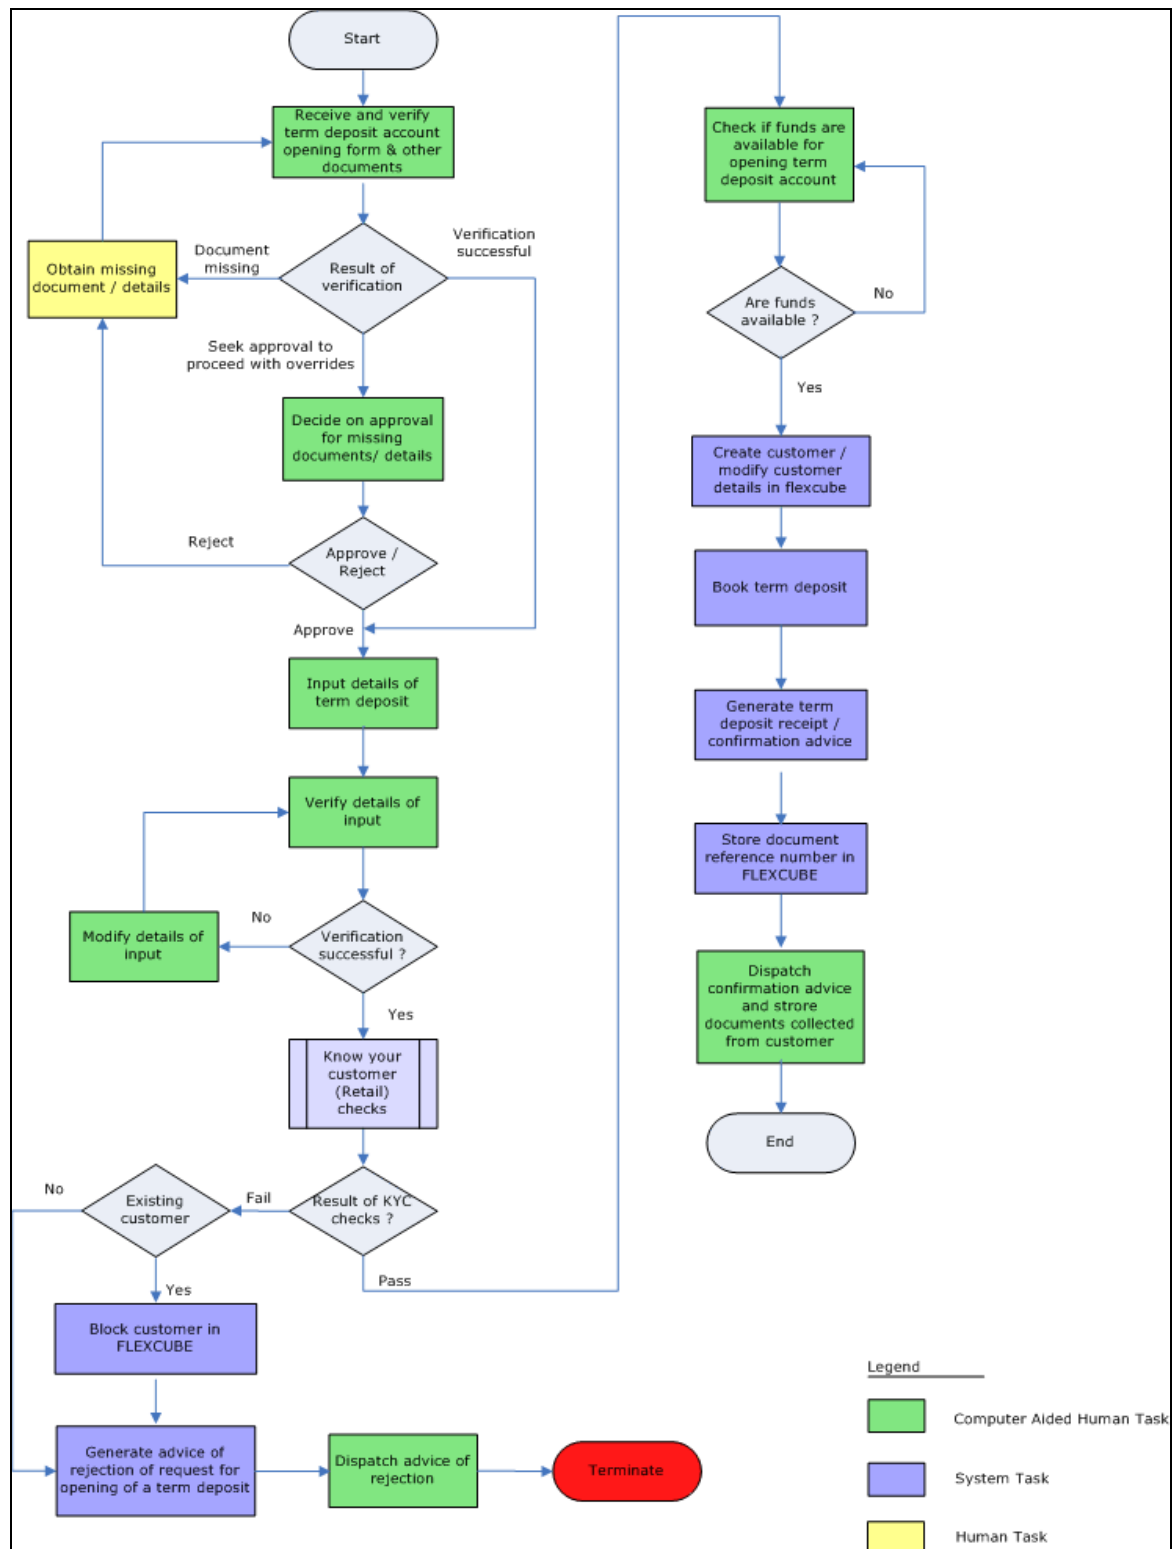 Start
Receive and verify
term deposit account
opening form & other
documents
Verification
successful
Document
missing
Result of
verification
Obtain missing
document / details
Seek approval to
proceed with overrides
Decide on approval
for missing
documents/ details
Reject
Approve /
Reject
Approve
Input details of
term deposit
Verify details of
input
No
Modify details of
input
Verification
successful ?
Yes
Know your
customer
(Retail)
checks
No
Existing
customer
Fail
Result of KYC
checks ?
Pass
Yes
Block customer in
FLEXCUBE
Generate advice of
rejection of request for
opening of a term deposit
Dispatch advice of
rejection
Terminate
Check if funds are
available for
opening term
deposit account
Are funds
available ?
No
Yes
Create customer /
modify customer
details in flexcube
Book term deposit
Generate term
deposit receipt /
confirmation advice
Store document
reference number in
FLEXCUBE
Dispatch
confirmation advice
and strore
documents collected
from customer
End
Legend
Computer Aided Human Task
System Task
Human Task